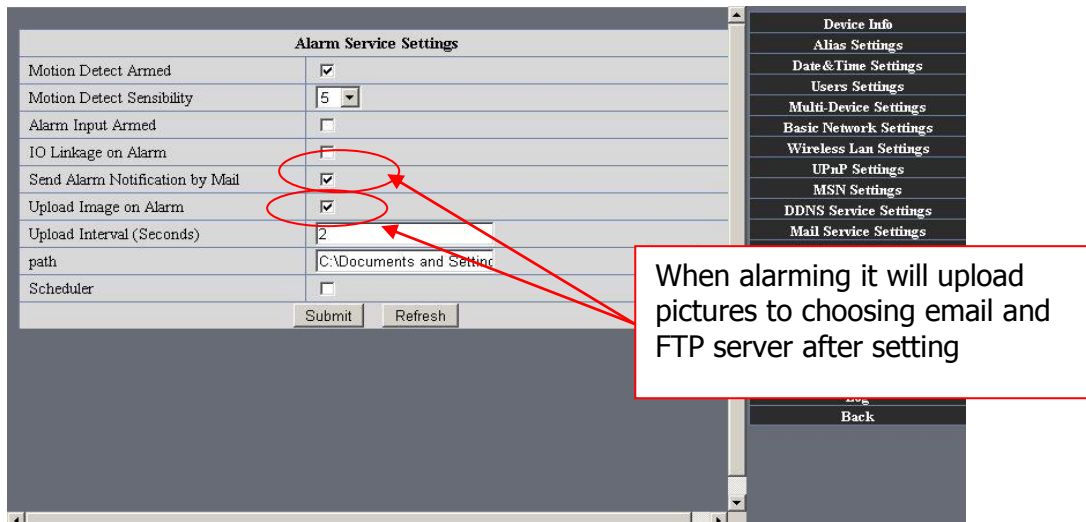 Alarm Service Settings
Motion Detect Armed
Motion Detect Sensibility
5
Alarm Input Armed
IO Linkage on Alarm
Send Alarm Notification by Mail
Upload Image on Alarm
Upload Interval (Seconds)
2
path
C:\Documents and Setting
Scheduler
Submit Refresh
Device Info
Alias Settings
Date&Time Settings
Users Settings
Multi-Device Settings
Basic Network Settings
Wireless Lan Settings
UPnP Settings
MSN Settings
DDNS Service Settings
Mail Service Settings
When alarming it will upload
pictures to choosing email and
FTP server after setting
Back